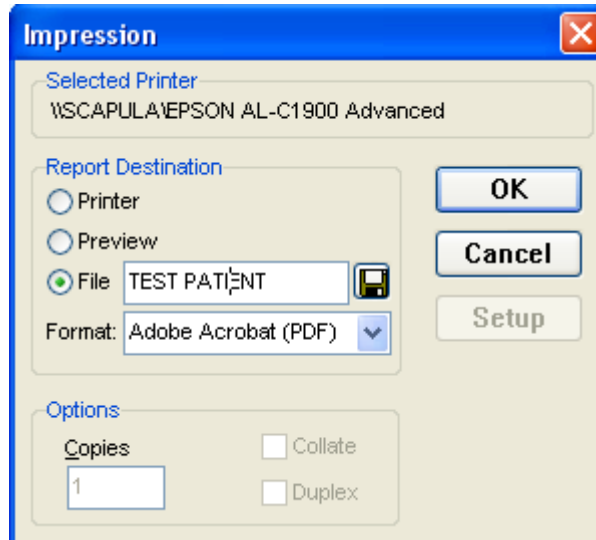 Impression
Selected Printer
\\SCAPULA\EPSON AL-C1900 Advanced
Report Destination
Printer
Preview
File TEST PATIENT
Format: Adobe Acrobat (PDF)
OK
Cancel
Setup
Options
Copies
Collate
1
Duplex